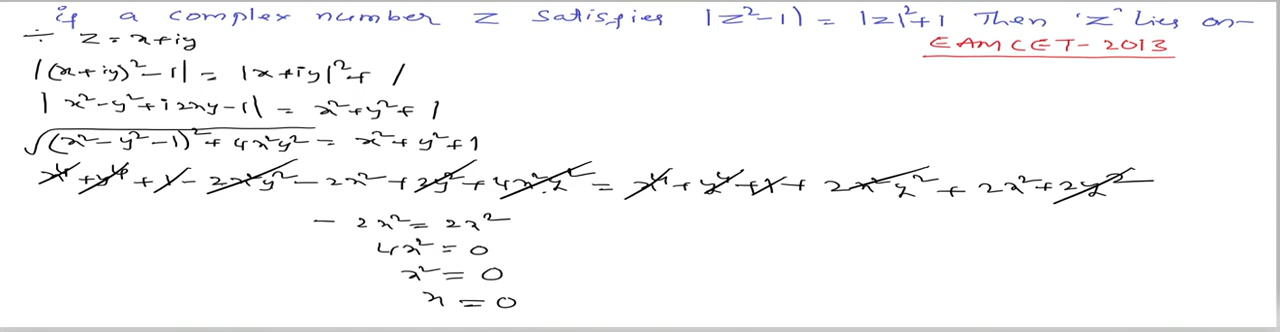 if a complex number z satisfies |z²-1| = |z|²+1 Then 'z' lies on-
EAMCET-2013
÷ z = x+iy
|(x+iy)²-1| = |x+iy|²+1
|x²-y²+i2xy-1| = x²+y²+1
√(x²-y²-1)²+4x²y² = x²+y²+1
x⁴+y⁴+1-2x²y²-2x²+2y²+4x²y² = x⁴+y⁴+1+2x²y²+2x²+2y²
-2x²=2x²
4x²=0
x²=0
x=0